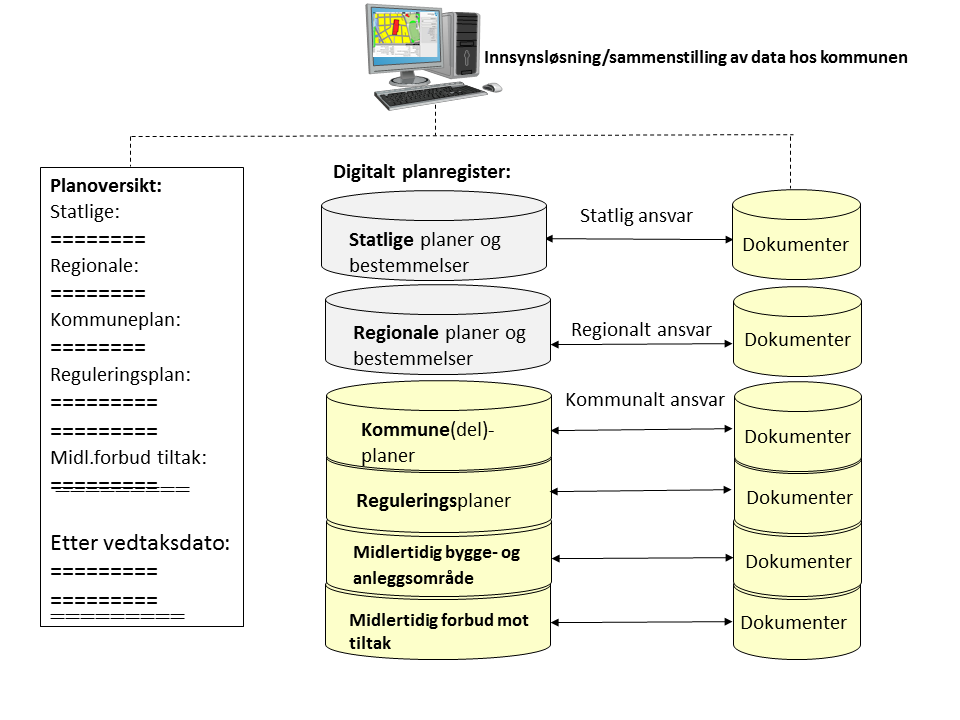 Innsynsløsning/sammenstilling av data hos kommunen
Planoversikt:
Statlige:
========
Regionale:
========
Kommuneplan:
========
Reguleringsplan:
=========
=========
Midl.forbud tiltak:
=========
=========
Etter vedtaksdato:
=========
=========
=========
Digitalt planregister:
Statlige planer og
bestemmelser
Statlig ansvar
Dokumenter
Regionale planer og
bestemmelser
Regionalt ansvar
Dokumenter
Kommunalt ansvar
Kommune(del)-
planer
Dokumenter
Reguleringsplaner
Dokumenter
Midlertidig bygge- og
anleggsområde
Dokumenter
Midlertidig forbud mot
tiltak
Dokumenter